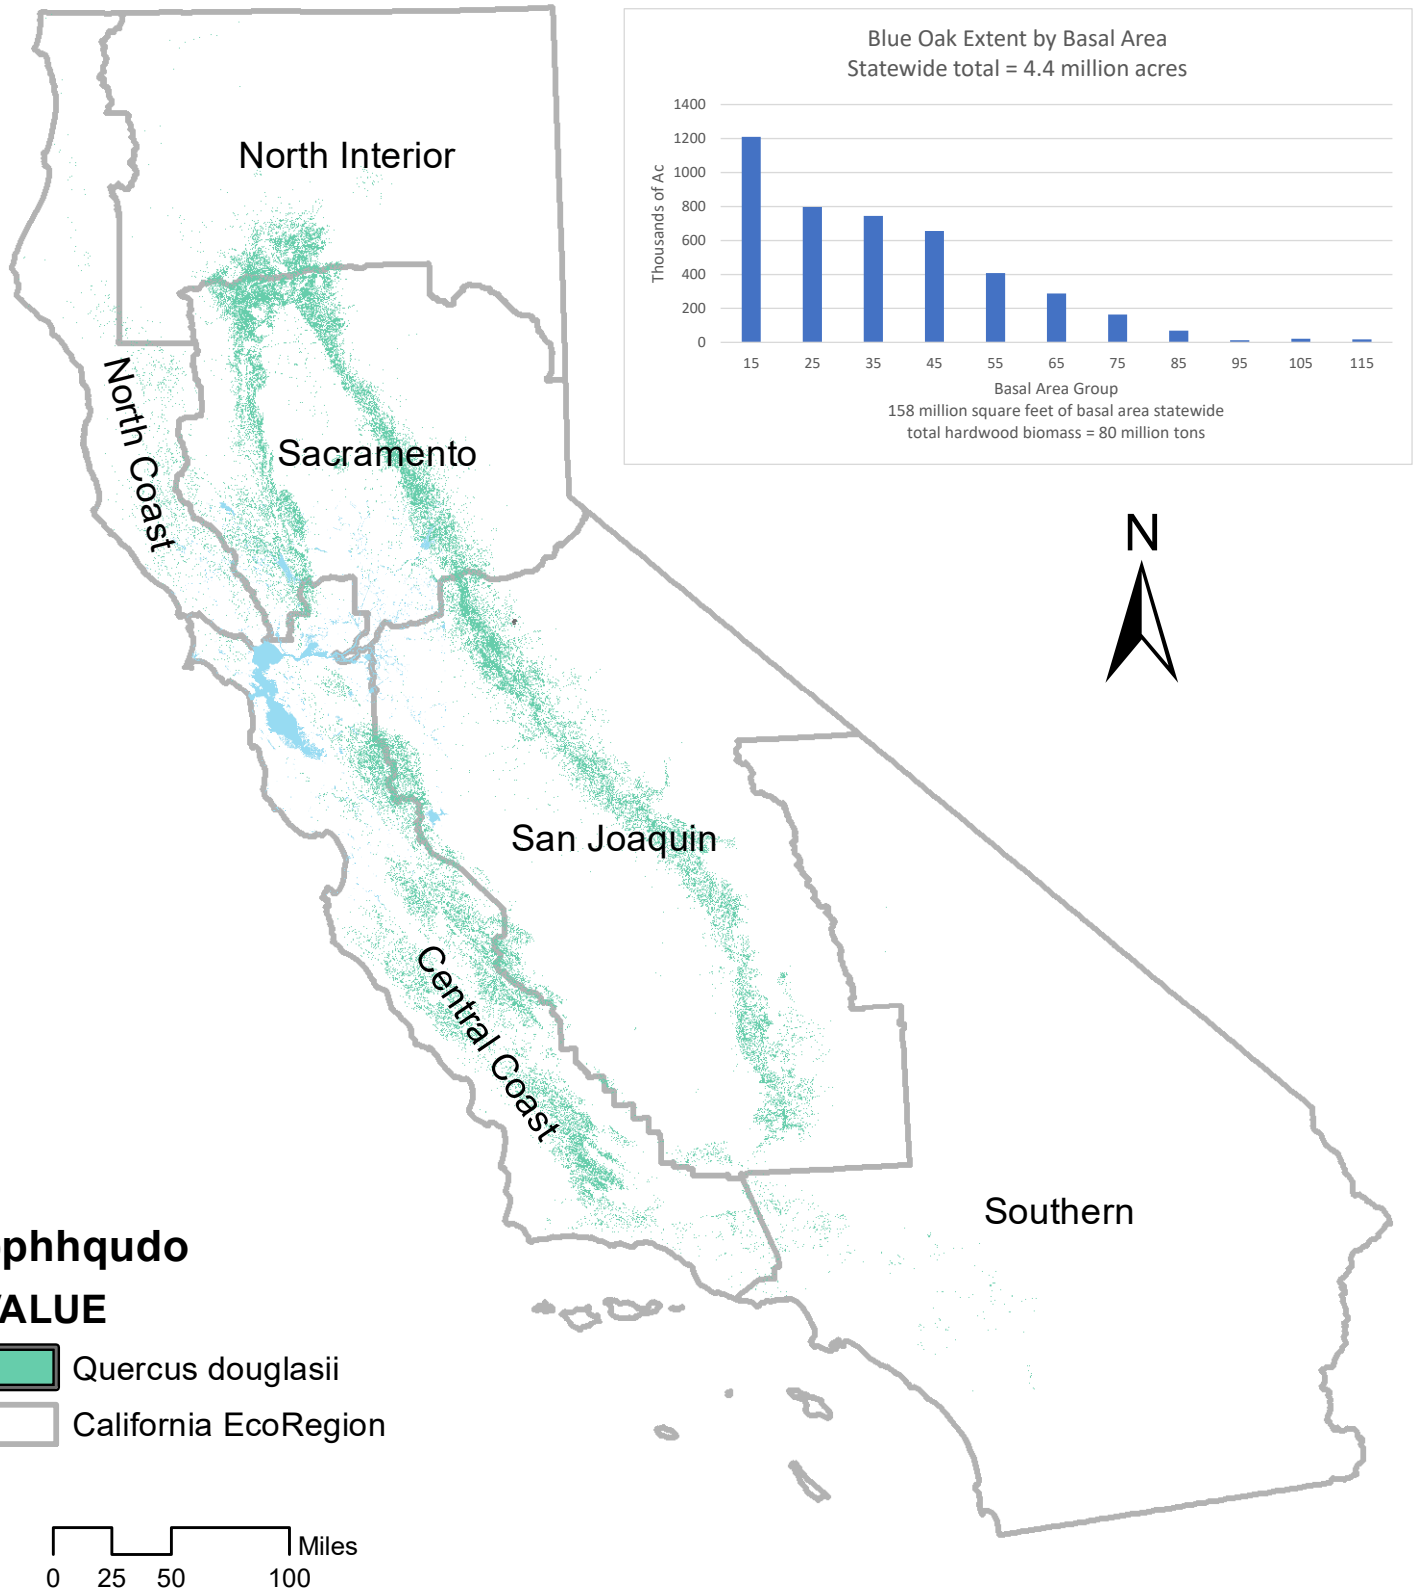 Blue Oak Extent by Basal Area
Statewide total = 4.4 million acres
1400
1200
1000
800
600
400
200
0
Thousands of Ac
15 25 35 45 55 65 75 85 95 105 115
Basal Area Group
158 million square feet of basal area statewide
total hardwood biomass = 80 million tons
North Interior
North Coast
Sacramento
N
San Joaquin
Central Coast
Southern
phhqudo
ALUE
Quercus douglasii
California EcoRegion
Miles
0 25 50 100